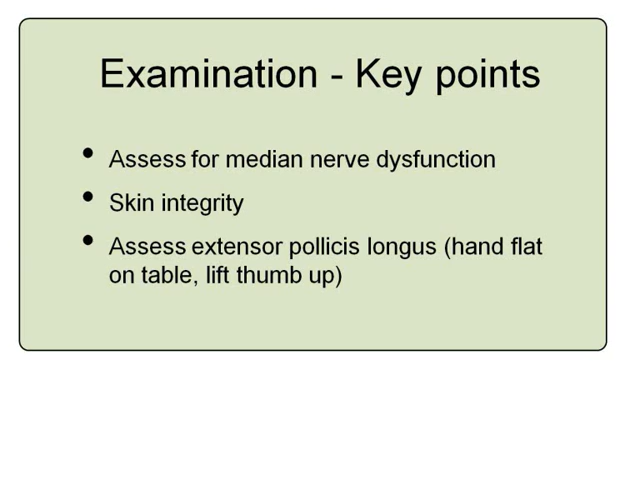 Examination - Key points
• Assess for median nerve dysfunction
• Skin integrity
• Assess extensor pollicis longus (hand flat
on table, lift thumb up)